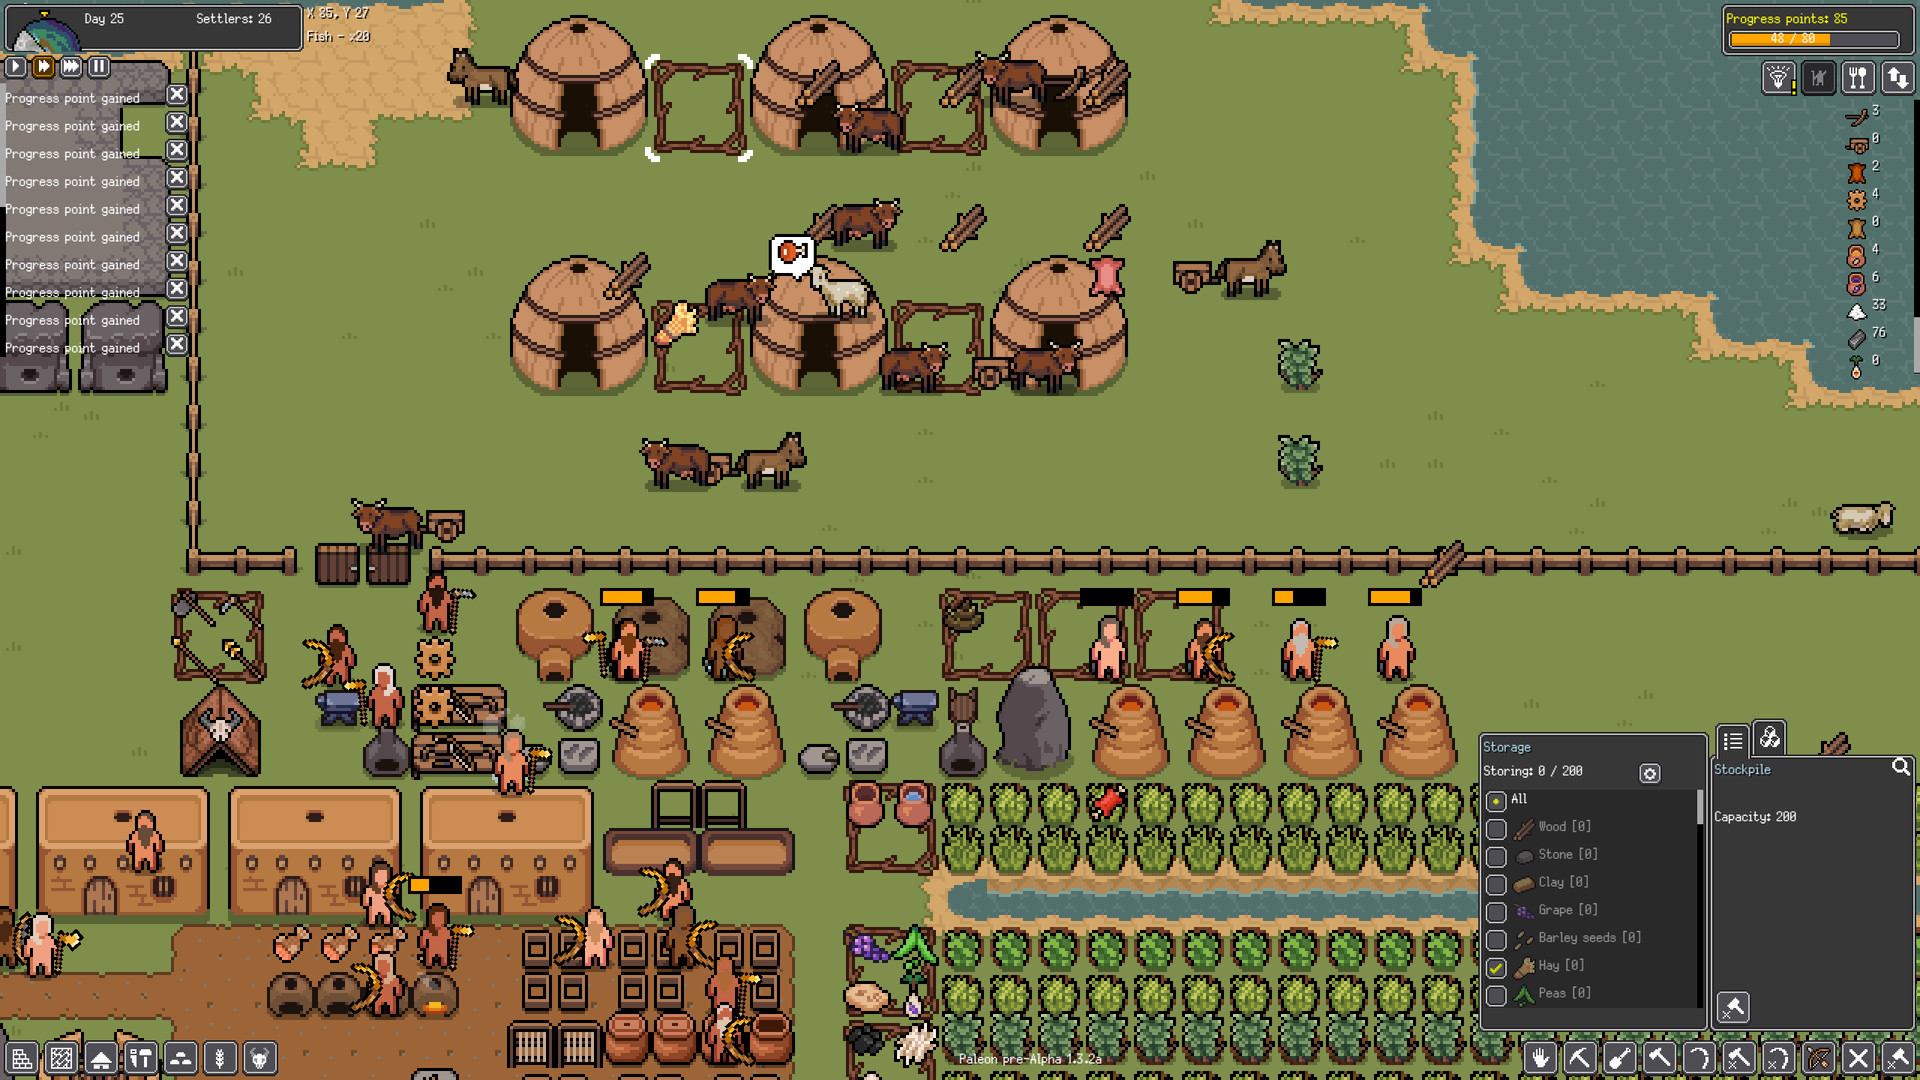 Day 25
Settlers: 26
X 85, Y 27
Fish - x20
Progress points: 85
48 / 80
Progress point gained
Progress point gained
Progress point gained
Progress point gained
Progress point gained
Progress point gained
Progress point gained
Progress point gained
Progress point gained
Progress point gained
3
0
2
4
0
4
6
33
76
0
Storage
Storing: 0 / 200
All
Wood [0]
Stone [0]
Clay [0]
Grape [0]
Barley seeds [0]
Hay [0]
Peas [0]
Stockpile
Capacity: 200
Paleon pre-Alpha 1.3.2a